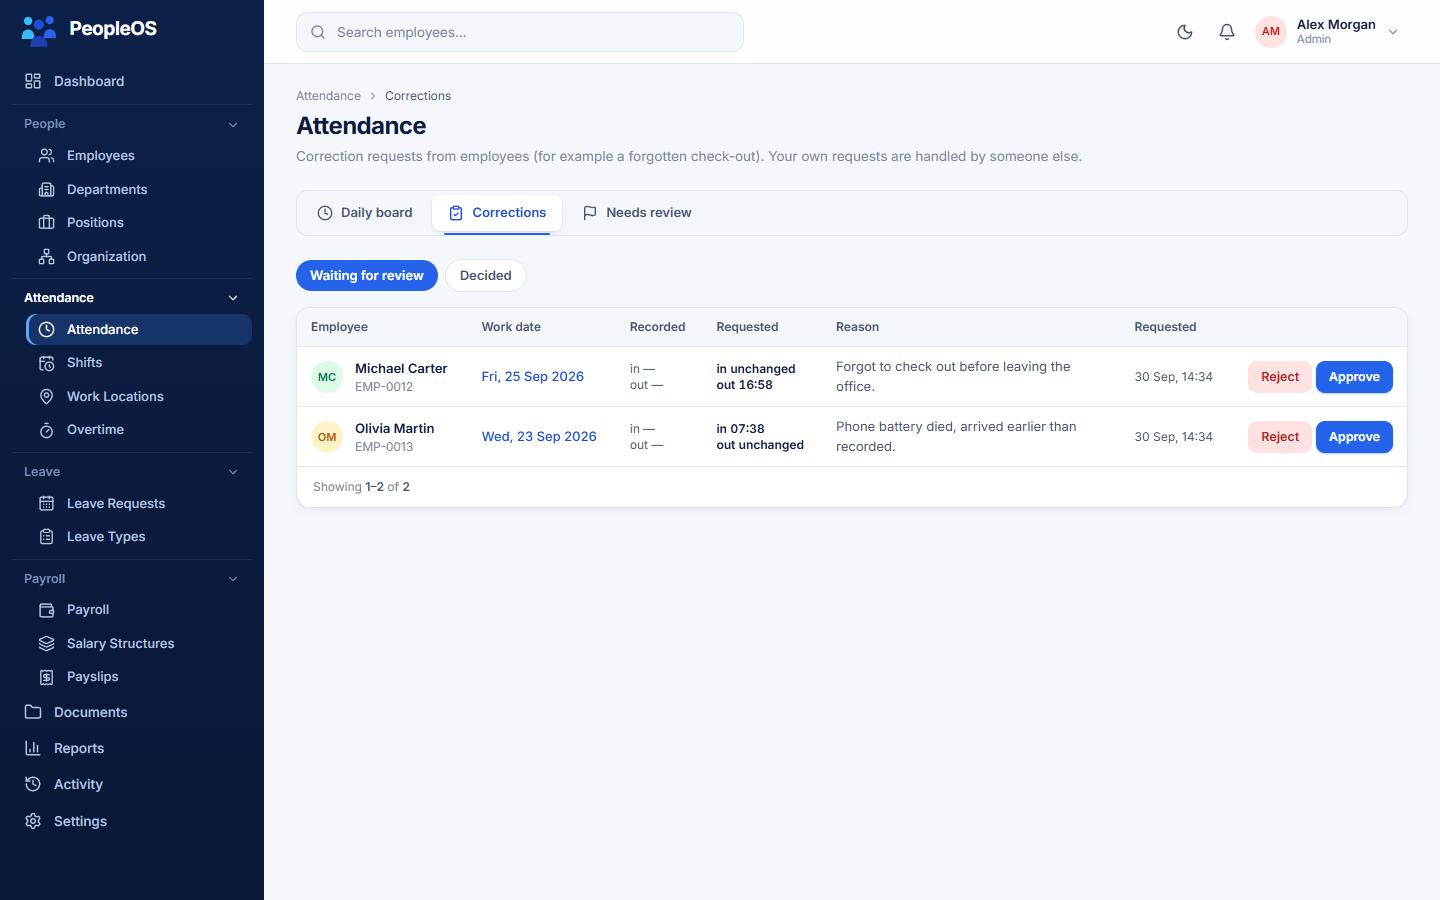 PeopleOS
Search employees...
AM
Alex Morgan
Admin
Dashboard
People
Employees
Departments
Positions
Organization
Attendance
Attendance
Shifts
Work Locations
Overtime
Leave
Leave Requests
Leave Types
Payroll
Payroll
Salary Structures
Payslips
Documents
Reports
Activity
Settings
Attendance > Corrections
Attendance
Correction requests from employees (for example a forgotten check-out). Your own requests are handled by someone else.
Daily board
Corrections
Needs review
Waiting for review
Decided
Employee Work date Recorded Requested Reason Requested
MC
Michael Carter
EMP-0012
Fri, 25 Sep 2026
in —
out —
in unchanged
out 16:58
Forgot to check out before leaving the
office.
30 Sep, 14:34
Reject
Approve
OM
Olivia Martin
EMP-0013
Wed, 23 Sep 2026
in —
out —
in 07:38
out unchanged
Phone battery died, arrived earlier than
recorded.
30 Sep, 14:34
Reject
Approve
Showing 1–2 of 2